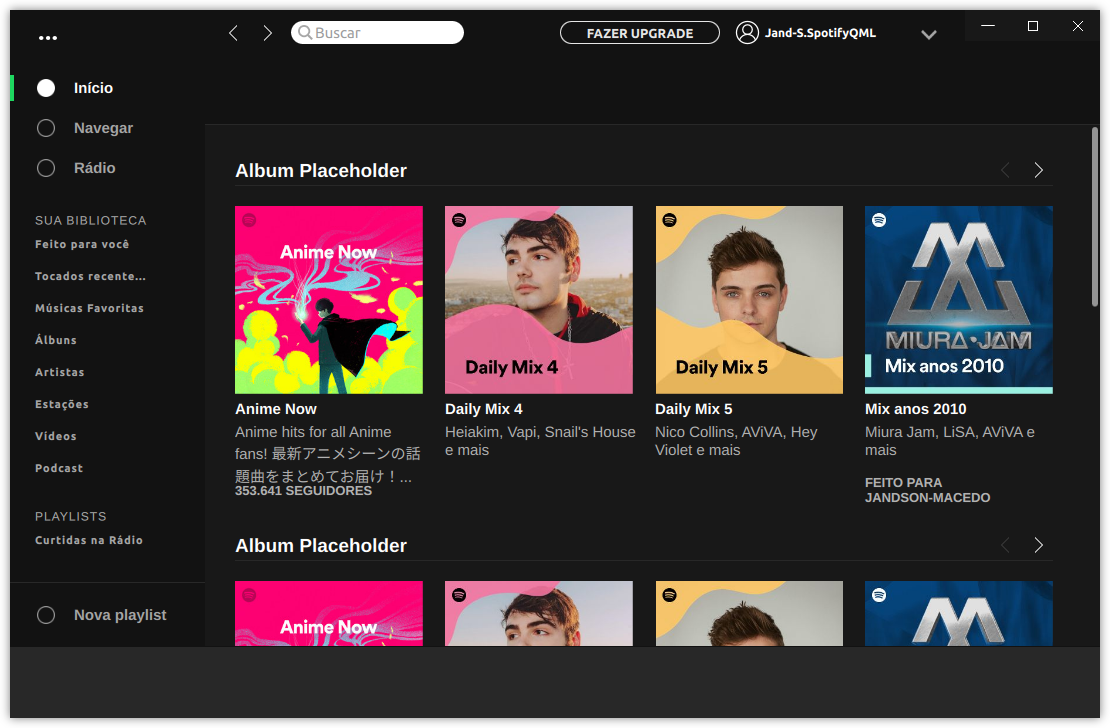 Buscar
FAZER UPGRADE
Jand-S.SpotifyQML
Início
Navegar
Rádio
SUA BIBLIOTECA
Feito para você
Tocados recente...
Músicas Favoritas
Álbuns
Artistas
Estações
Videos
Podcast
PLAYLISTS
Curtidas na Rádio
Nova playlist
Album Placeholder
Anime Now
Daily Mix 4
Daily Mix 5
MIURA·JAM
Mix anos 2010
Anime Now
Anime hits for all Anime
fans! 最新アニメシーンの話
題曲をまとめてお届け！...
353.641 SEGUIDORES
Daily Mix 4
Heiakim, Vapi, Snail's House
e mais
Daily Mix 5
Nico Collins, AViVA, Hey
Violet e mais
Mix anos 2010
Miura Jam, LiSA, AViVA e
mais
FEITO PARA
JANDSON-MACEDO
Album Placeholder
Anime Now